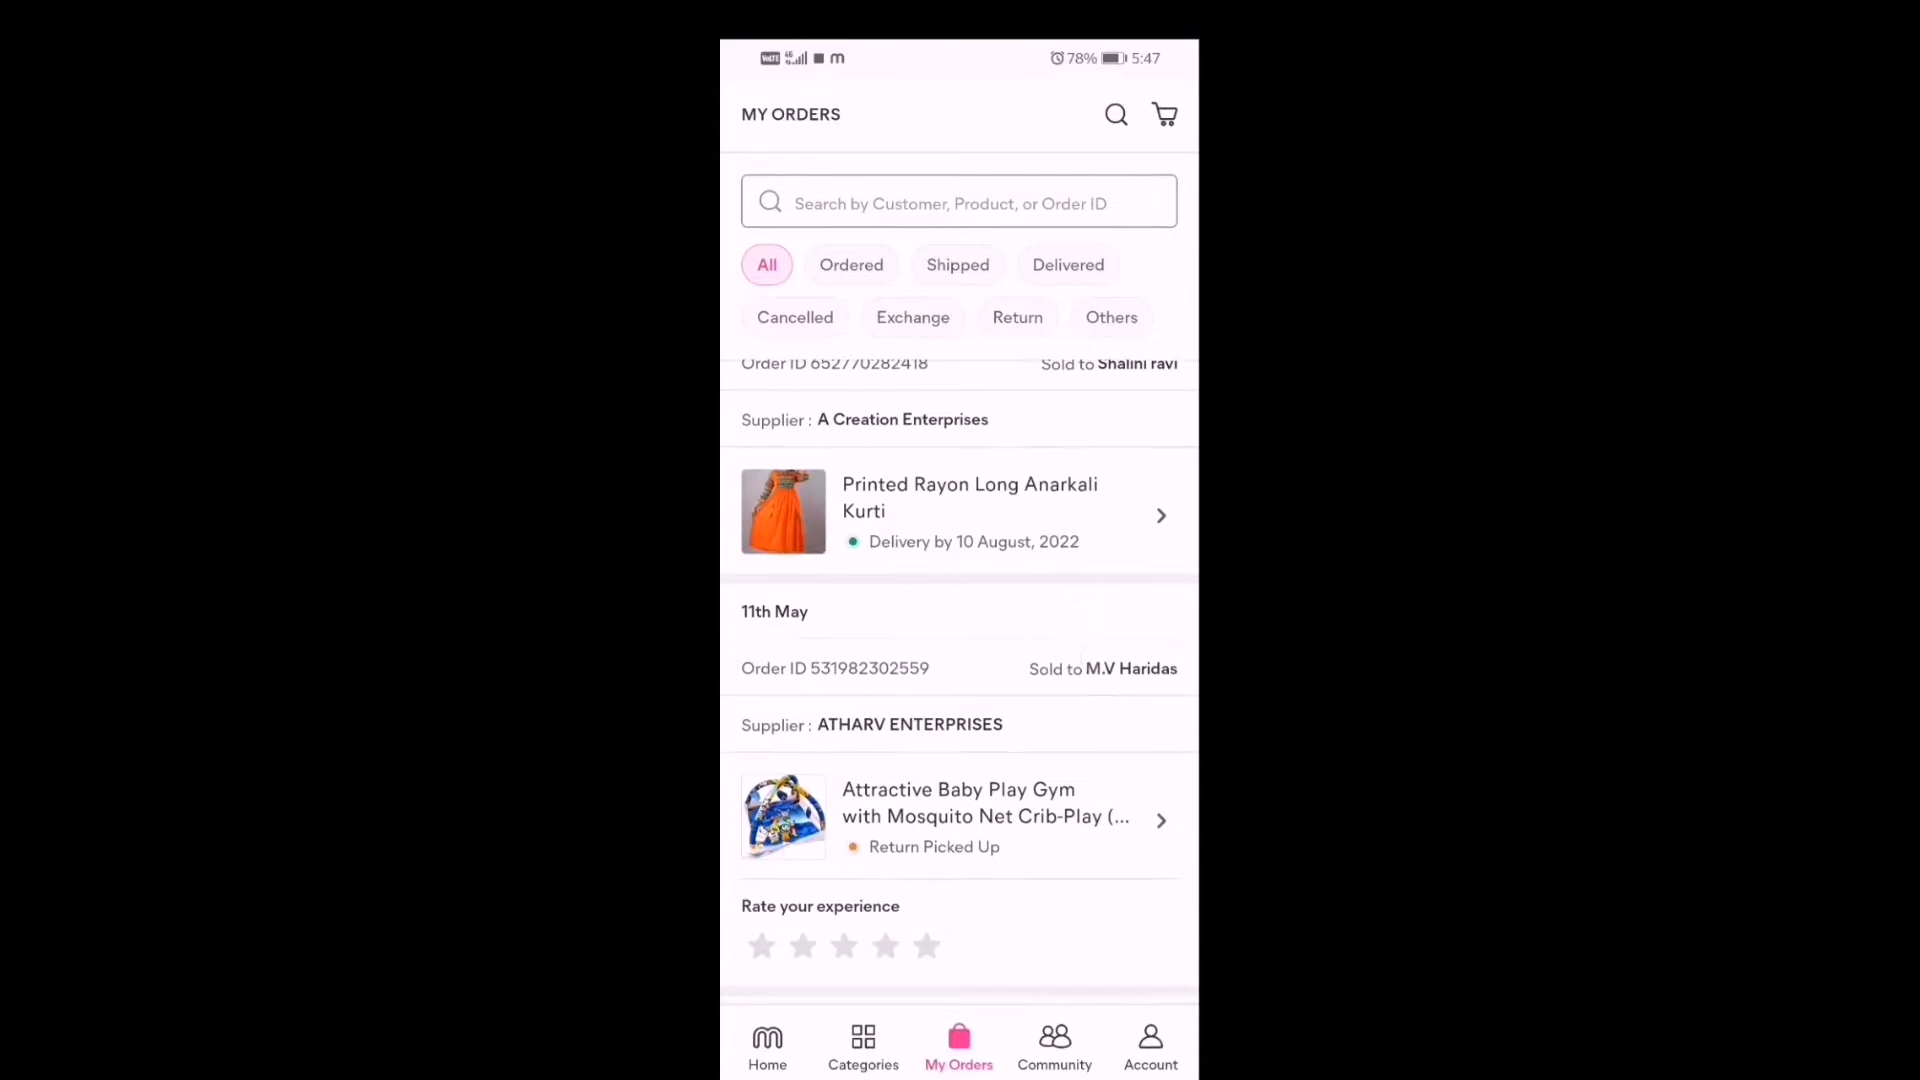 VoLTE 4G m 78% 5:47
MY ORDERS
Search by Customer, Product, or Order ID
All Ordered Shipped Delivered
Cancelled Exchange Return Others
Order ID 652770282418 Sold to Shalini ravi
Supplier : A Creation Enterprises
Printed Rayon Long Anarkali
Kurti
Delivery by 10 August, 2022
11th May
Order ID 531982302559 Sold to M.V Haridas
Supplier : ATHARV ENTERPRISES
Attractive Baby Play Gym
with Mosquito Net Crib-Play (...
Return Picked Up
Rate your experience
Home Categories My Orders Community Account